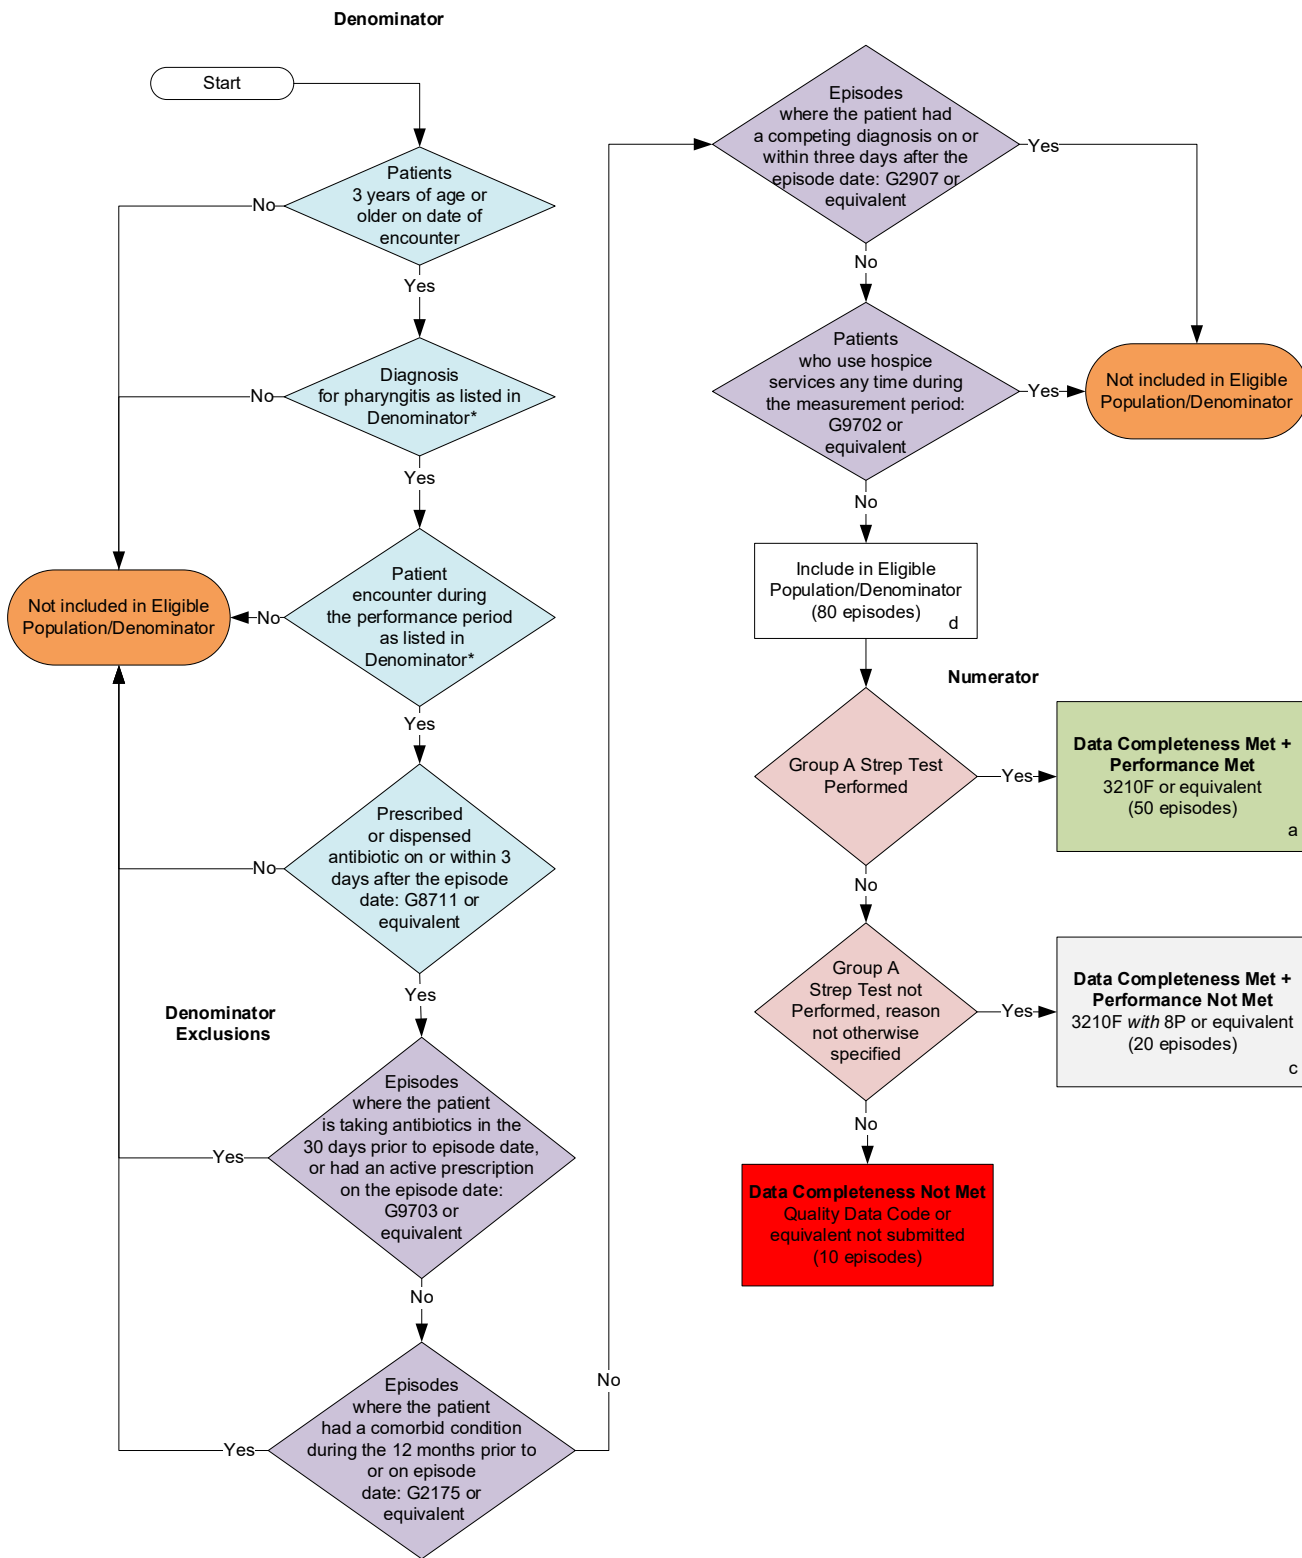 Denominator
Start
Patients
3 years of age or
older on date of
encounter
No
Yes
Diagnosis
for pharyngitis as listed in
Denominator*
No
Yes
Patient
encounter during
the performance period
as listed in
Denominator*
No
Not included in Eligible
Population/Denominator
Yes
Prescribed
or dispensed
antibiotic on or within 3
days after the episode
date: G8711 or
equivalent
No
Yes
Denominator
Exclusions
Episodes
where the patient
is taking antibiotics in the
30 days prior to episode date,
or had an active prescription
on the episode date:
G9703 or
equivalent
Yes
No
Episodes
where the patient
had a comorbid condition
during the 12 months prior to
or on episode
date: G2175 or
equivalent
Yes
No
Episodes
where the patient had
a competing diagnosis on or
within three days after the
episode date: G2907 or
equivalent
Yes
No
Patients
who use hospice
services any time during
the measurement period:
G9702 or
equivalent
Yes
Not included in Eligible
Population/Denominator
No
Include in Eligible
Population/Denominator
(80 episodes)
d
Numerator
Group A Strep Test
Performed
Yes
Data Completeness Met +
Performance Met
3210F or equivalent
(50 episodes)
a
No
Group A
Strep Test not
Performed, reason
not otherwise
specified
Yes
Data Completeness Met +
Performance Not Met
3210F with 8P or equivalent
(20 episodes)
c
No
Data Completeness Not Met
Quality Data Code or
equivalent not submitted
(10 episodes)